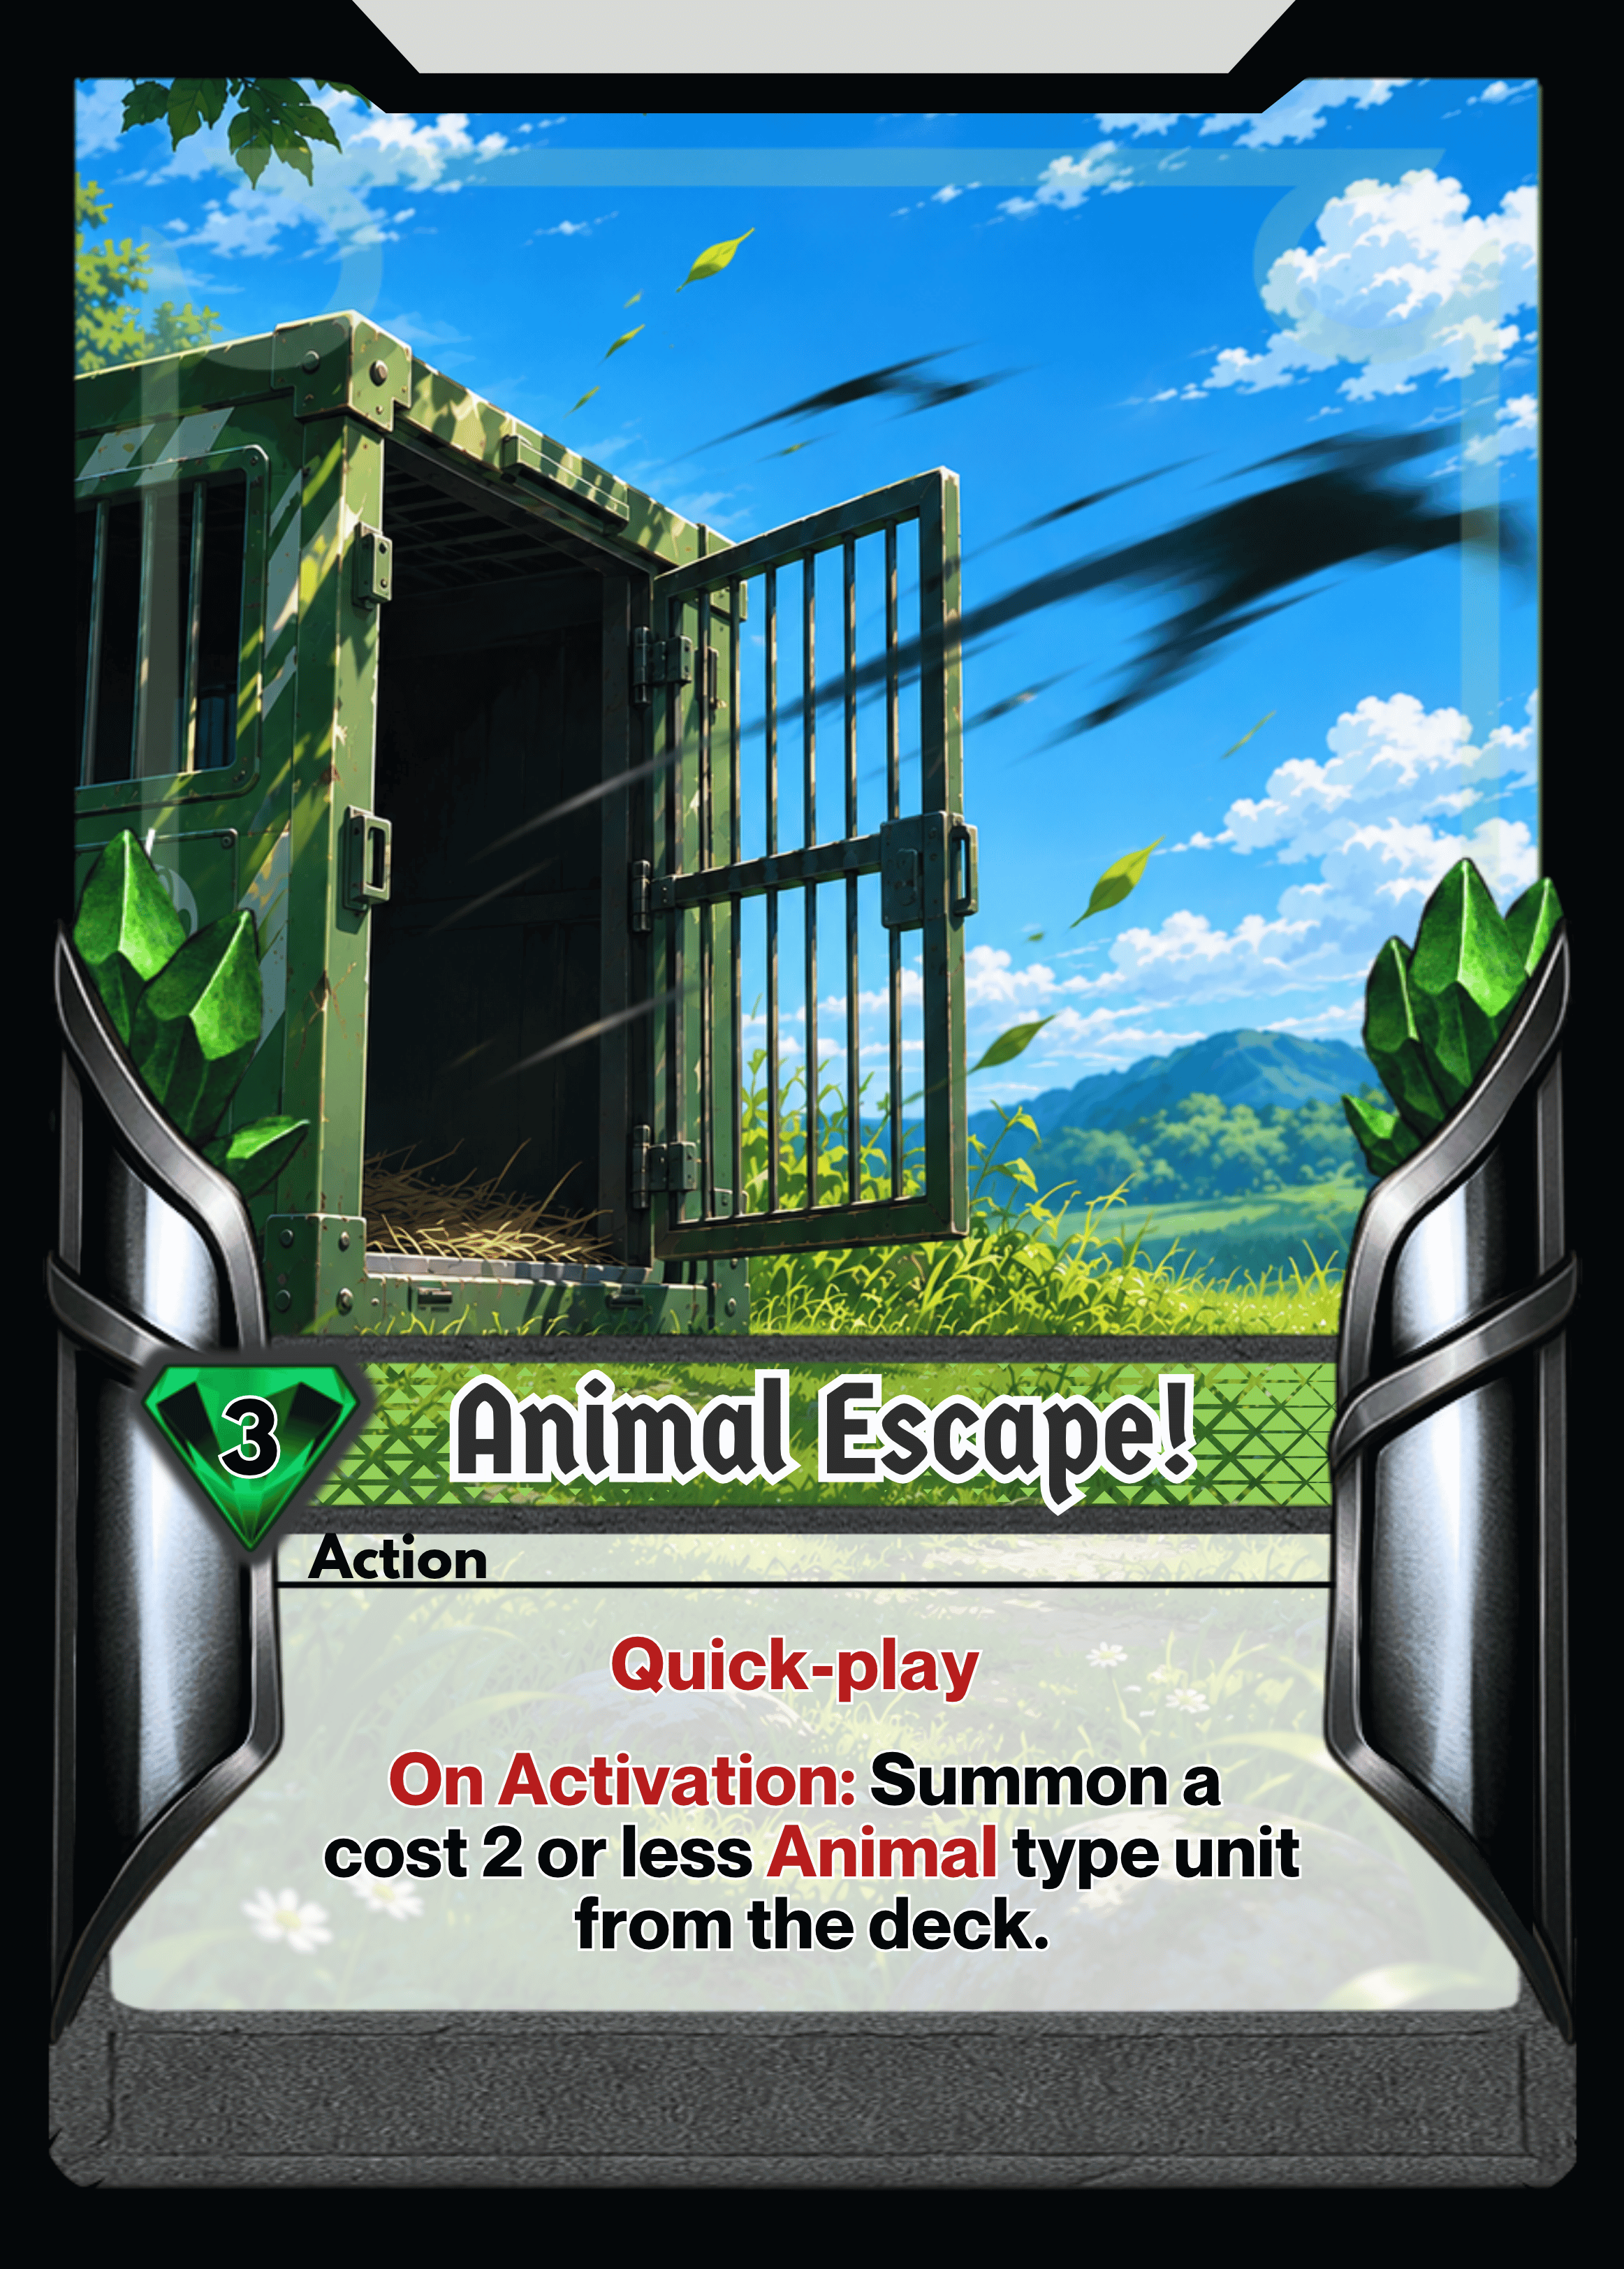 3
Animal Escape!
Action
Quick-play
On Activation: Summon a
cost 2 or less Animal type unit
from the deck.